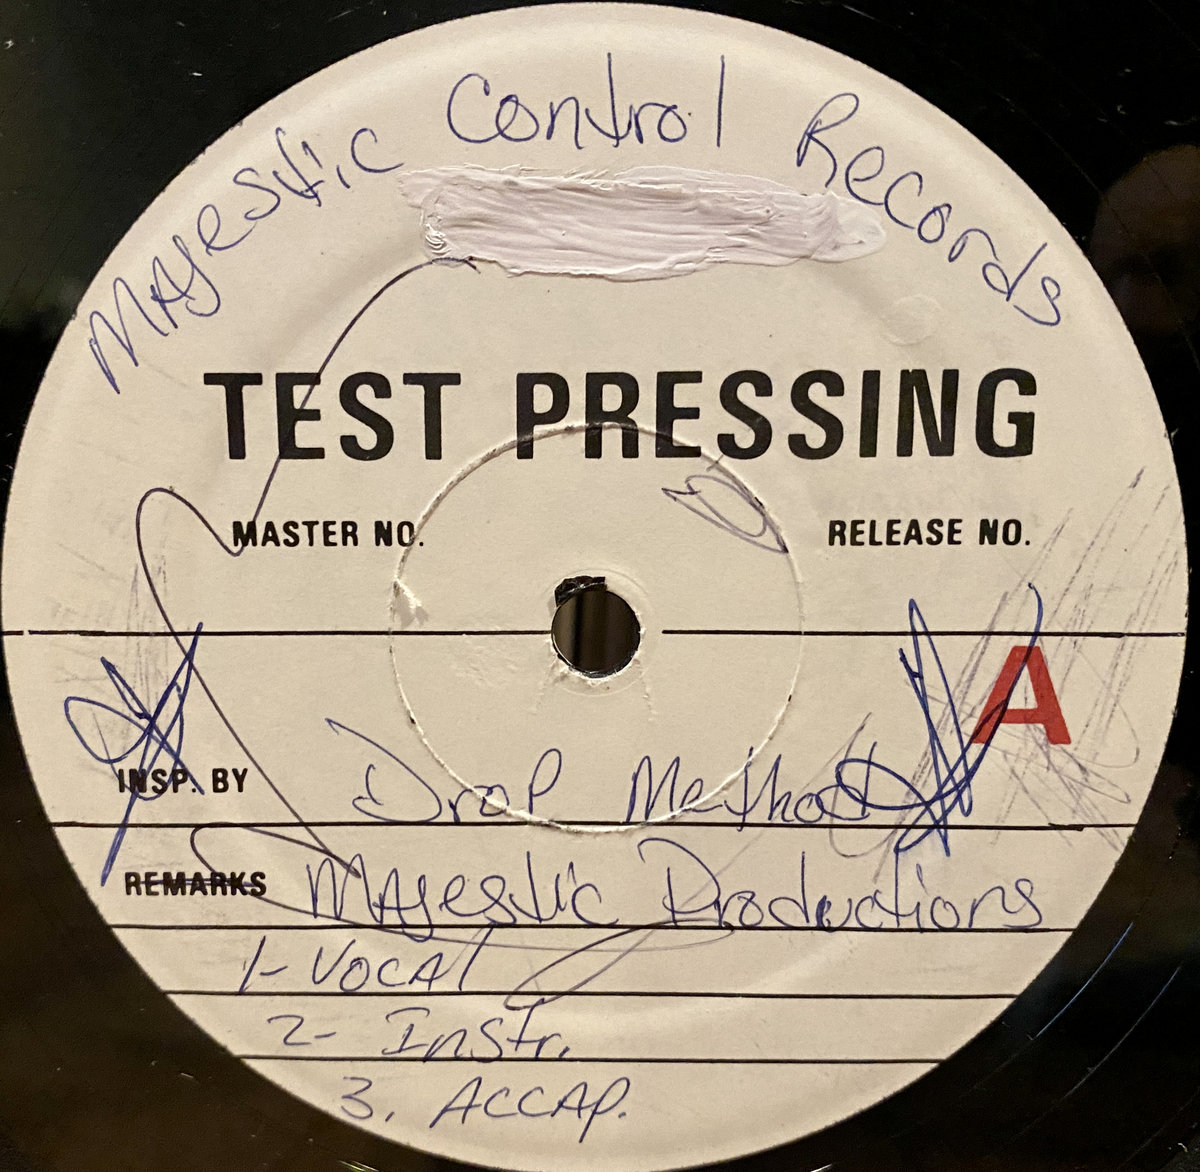 Majestic Control Records
TEST PRESSING
MASTER NO. RELEASE NO.
A
INSP. BY Drop Method
REMARKS Majestic Productions
1- VOCAl
2- Instr.
3. ACCAP.